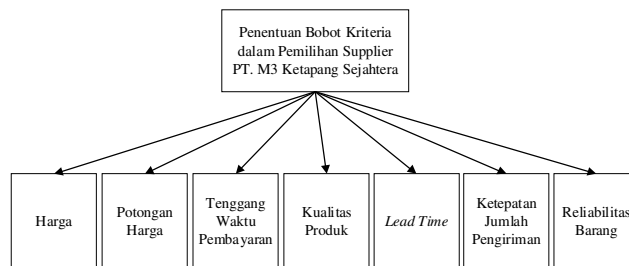 Penentuan Bobot Kriteria
dalam Pemilihan Supplier
PT. M3 Ketapang Sejahtera
Harga
Potongan
Harga
Tenggang
Waktu
Pembayaran
Kualitas
Produk
Lead Time
Ketepatan
Jumlah
Pengiriman
Reliabilitas
Barang